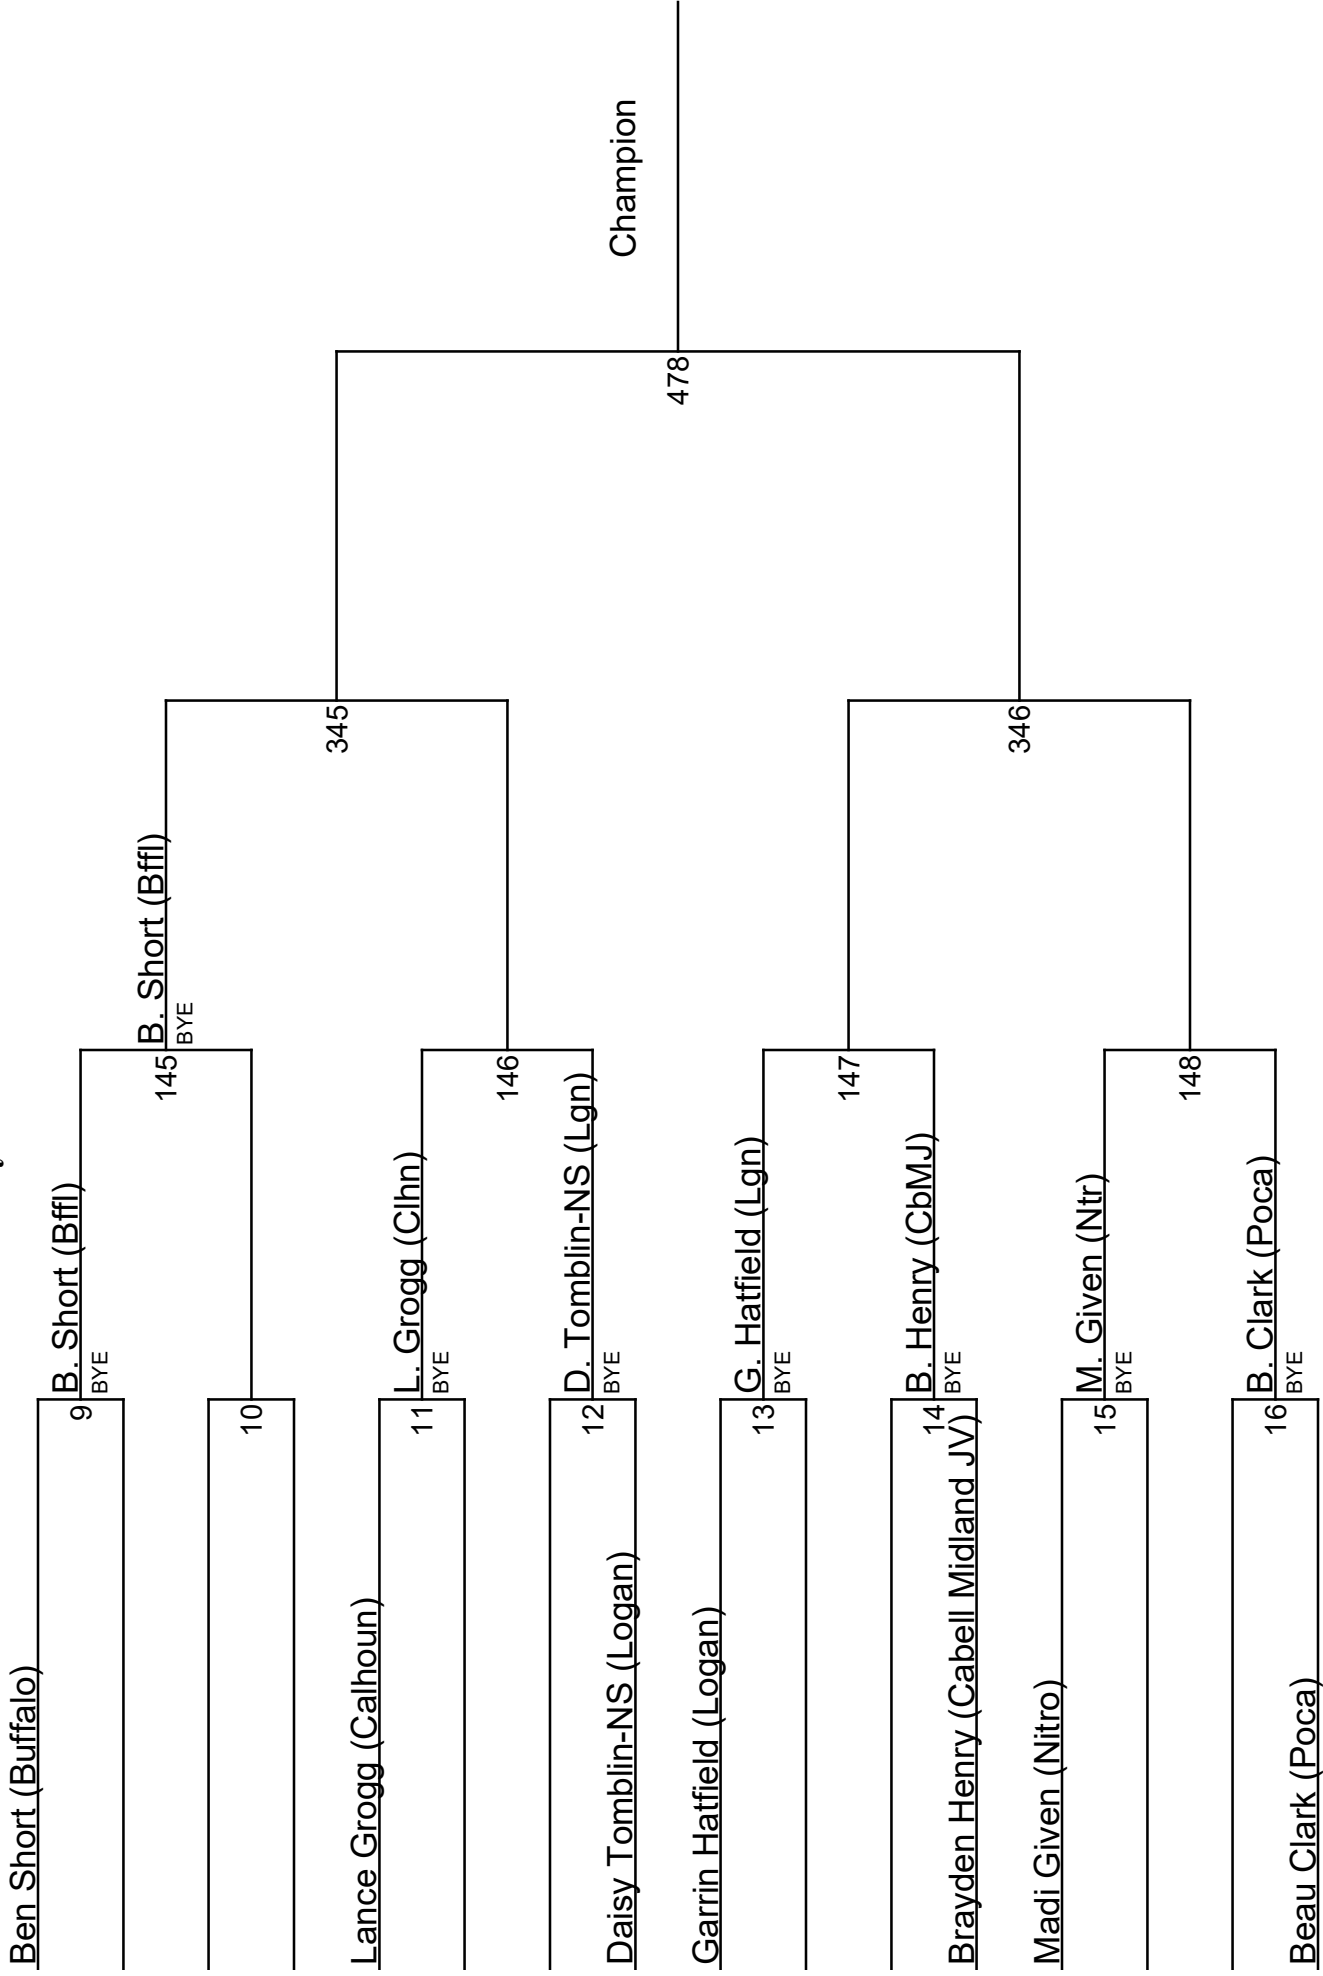 Ben Short (Buffalo)
9
B. Short (Bffl)
BYE
10
145
B. Short (Bffl)
BYE
Lance Grogg (Calhoun)
11
L. Grogg (Clhn)
BYE
146
Daisy Tomblin-NS (Logan)
12
D. Tomblin-NS (Lgn)
BYE
345
Garrin Hatfield (Logan)
13
G. Hatfield (Lgn)
BYE
147
Brayden Henry (Cabell Midland JV)
14
B. Henry (CbMJ)
BYE
Madi Given (Nitro)
15
M. Given (Ntr)
BYE
148
Beau Clark (Poca)
16
B. Clark (Poca)
BYE
346
478
Champion